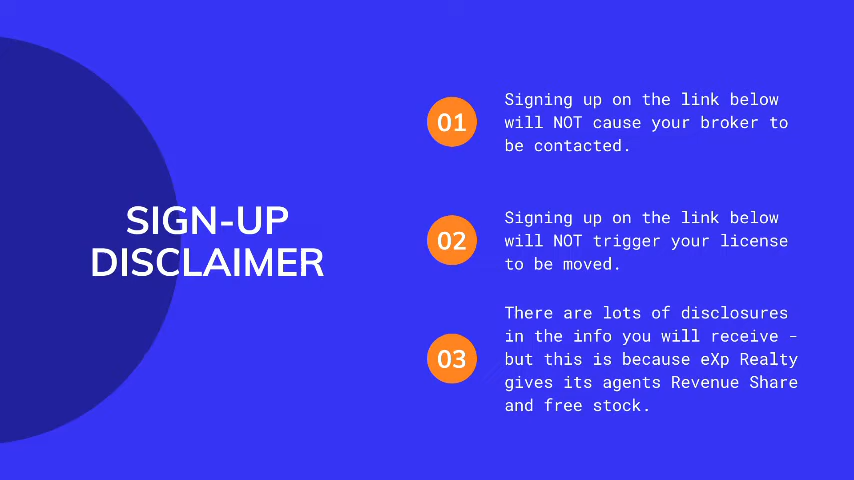 SIGN-UP
DISCLAIMER
01
Signing up on the link below
will NOT cause your broker to
be contacted.
02
Signing up on the link below
will NOT trigger your license
to be moved.
03
There are lots of disclosures
in the info you will receive -
but this is because eXp Realty
gives its agents Revenue Share
and free stock.